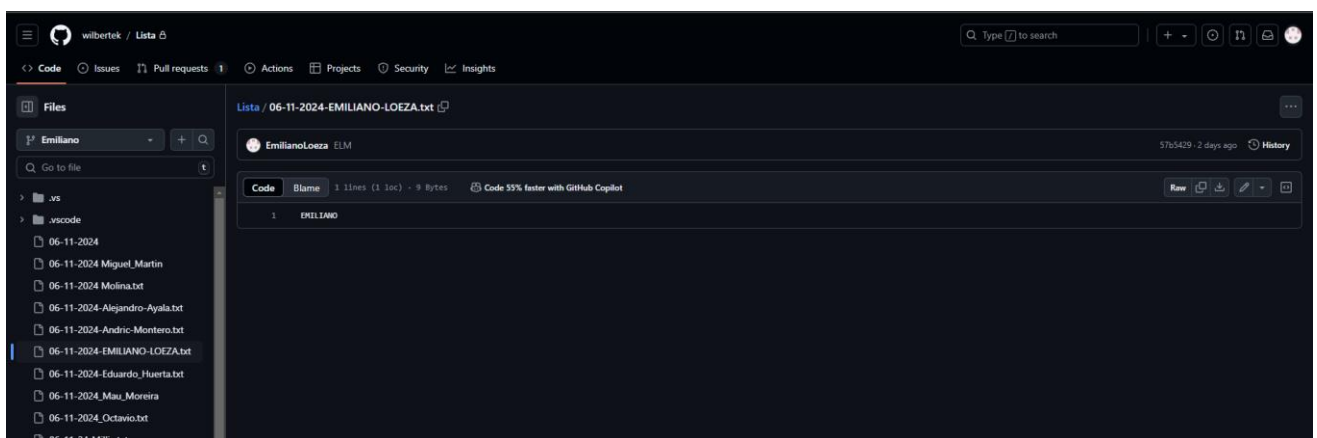 wilbertek / Lista
Type / to search
<> Code Issues Pull requests 1 Actions Projects Security Insights
Files
Emiliano
Go to file t
.vs
.vscode
06-11-2024
06-11-2024 Miguel_Martin
06-11-2024 Molina.txt
06-11-2024-Alejandro-Ayala.txt
06-11-2024-Andric-Montero.txt
06-11-2024-EMILIANO-LOEZA.txt
06-11-2024-Eduardo_Huerta.txt
06-11-2024_Mau_Moreira
06-11-2024_Octavio.txt
Lista / 06-11-2024-EMILIANO-LOEZA.txt
EmilianoLoeza ELM
57b5429 · 2 days ago History
Code Blame 1 lines (1 loc) · 9 Bytes Code 55% faster with GitHub Copilot
Raw
1 EMILIANO